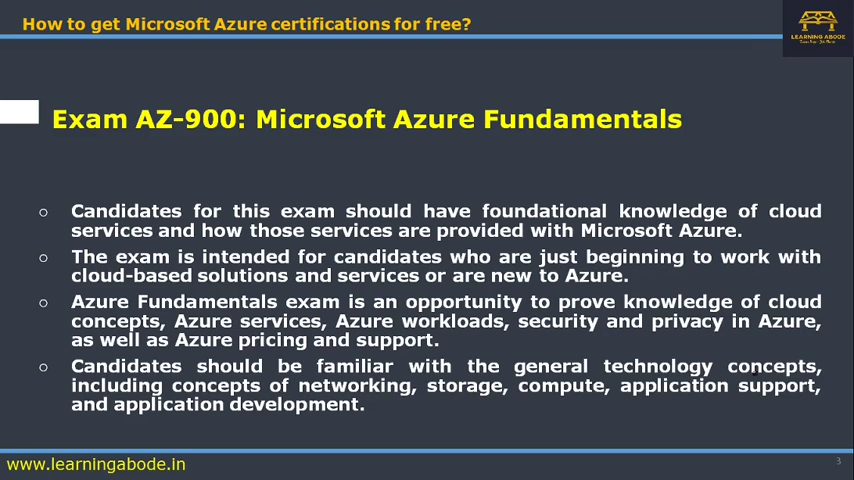 How to get Microsoft Azure certifications for free?
LEARNING ABODE
Exam AZ-900: Microsoft Azure Fundamentals
○ Candidates for this exam should have foundational knowledge of cloud
services and how those services are provided with Microsoft Azure.
○ The exam is intended for candidates who are just beginning to work with
cloud-based solutions and services or are new to Azure.
○ Azure Fundamentals exam is an opportunity to prove knowledge of cloud
concepts, Azure services, Azure workloads, security and privacy in Azure,
as well as Azure pricing and support.
○ Candidates should be familiar with the general technology concepts,
including concepts of networking, storage, compute, application support,
and application development.
www.learningabode.in
3